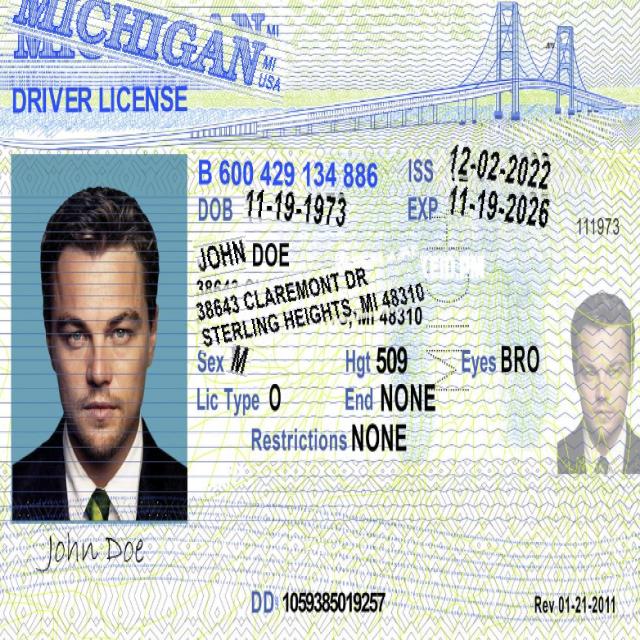 MICHIGAN MI
MI
USA
DRIVER LICENSE
B 600 429 134 886
ISS 12-02-2022
DOB 11-19-1973
EXP 11-19-2026
111973
JOHN DOE
38643 CLAREMONT DR
STERLING HEIGHTS, MI 48310
MI 48310
Sex M
Hgt 509
Eyes BRO
Lic Type O
End NONE
Restrictions NONE
John Doe
DD 1059385019257
Rev 01-21-2011